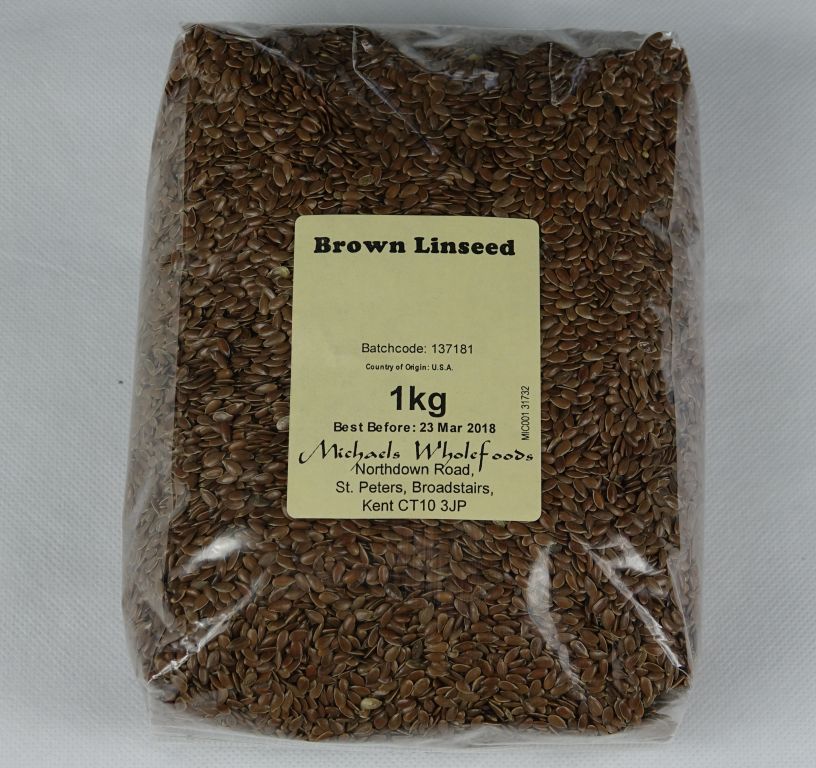 Brown Linseed
Batchcode: 137181
Country of Origin: U.S.A.
1kg
Best Before: 23 Mar 2018
MIC001 31732
Michaels Wholefoods
Northdown Road,
St. Peters, Broadstairs,
Kent CT10 3JP